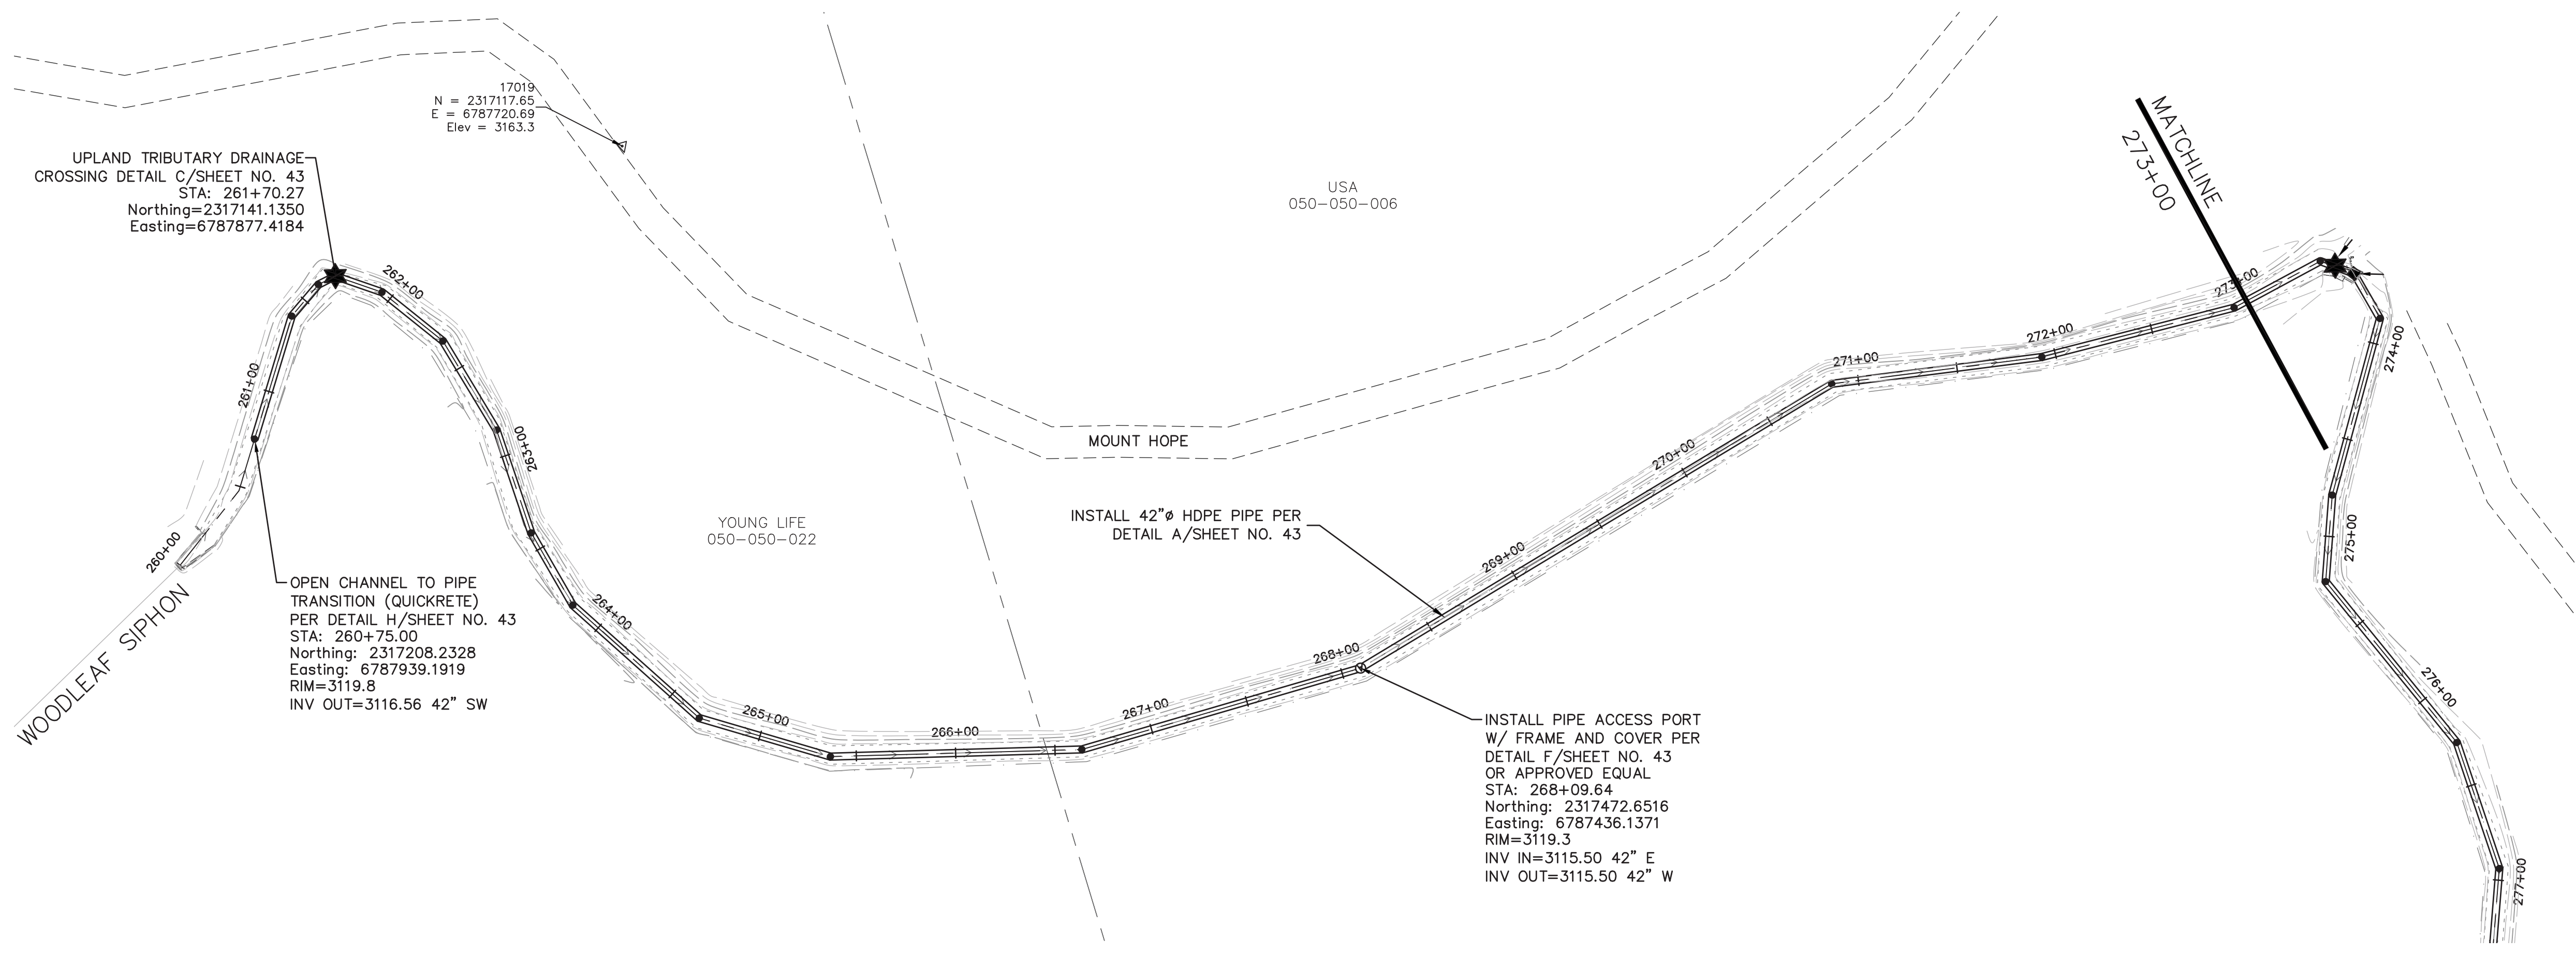 17019
N = 2317117.65
E = 6787720.69
Elev = 3163.3
UPLAND TRIBUTARY DRAINAGE
CROSSING DETAIL C/SHEET NO. 43
STA: 261+70.27
Northing=2317141.1350
Easting=6787877.4184
USA
050-050-006
MATCHLINE
273+00
MOUNT HOPE
YOUNG LIFE
050-050-022
INSTALL 42"ø HDPE PIPE PER
DETAIL A/SHEET NO. 43
WOODLEAF SIPHON
OPEN CHANNEL TO PIPE
TRANSITION (QUICKRETE)
PER DETAIL H/SHEET NO. 43
STA: 260+75.00
Northing: 2317208.2328
Easting: 6787939.1919
RIM=3119.8
INV OUT=3116.56 42" SW
INSTALL PIPE ACCESS PORT
W/ FRAME AND COVER PER
DETAIL F/SHEET NO. 43
OR APPROVED EQUAL
STA: 268+09.64
Northing: 2317472.6516
Easting: 6787436.1371
RIM=3119.3
INV IN=3115.50 42" E
INV OUT=3115.50 42" W
260+00
261+00
262+00
263+00
264+00
265+00
266+00
267+00
268+00
269+00
270+00
271+00
272+00
273+00
274+00
275+00
276+00
277+00